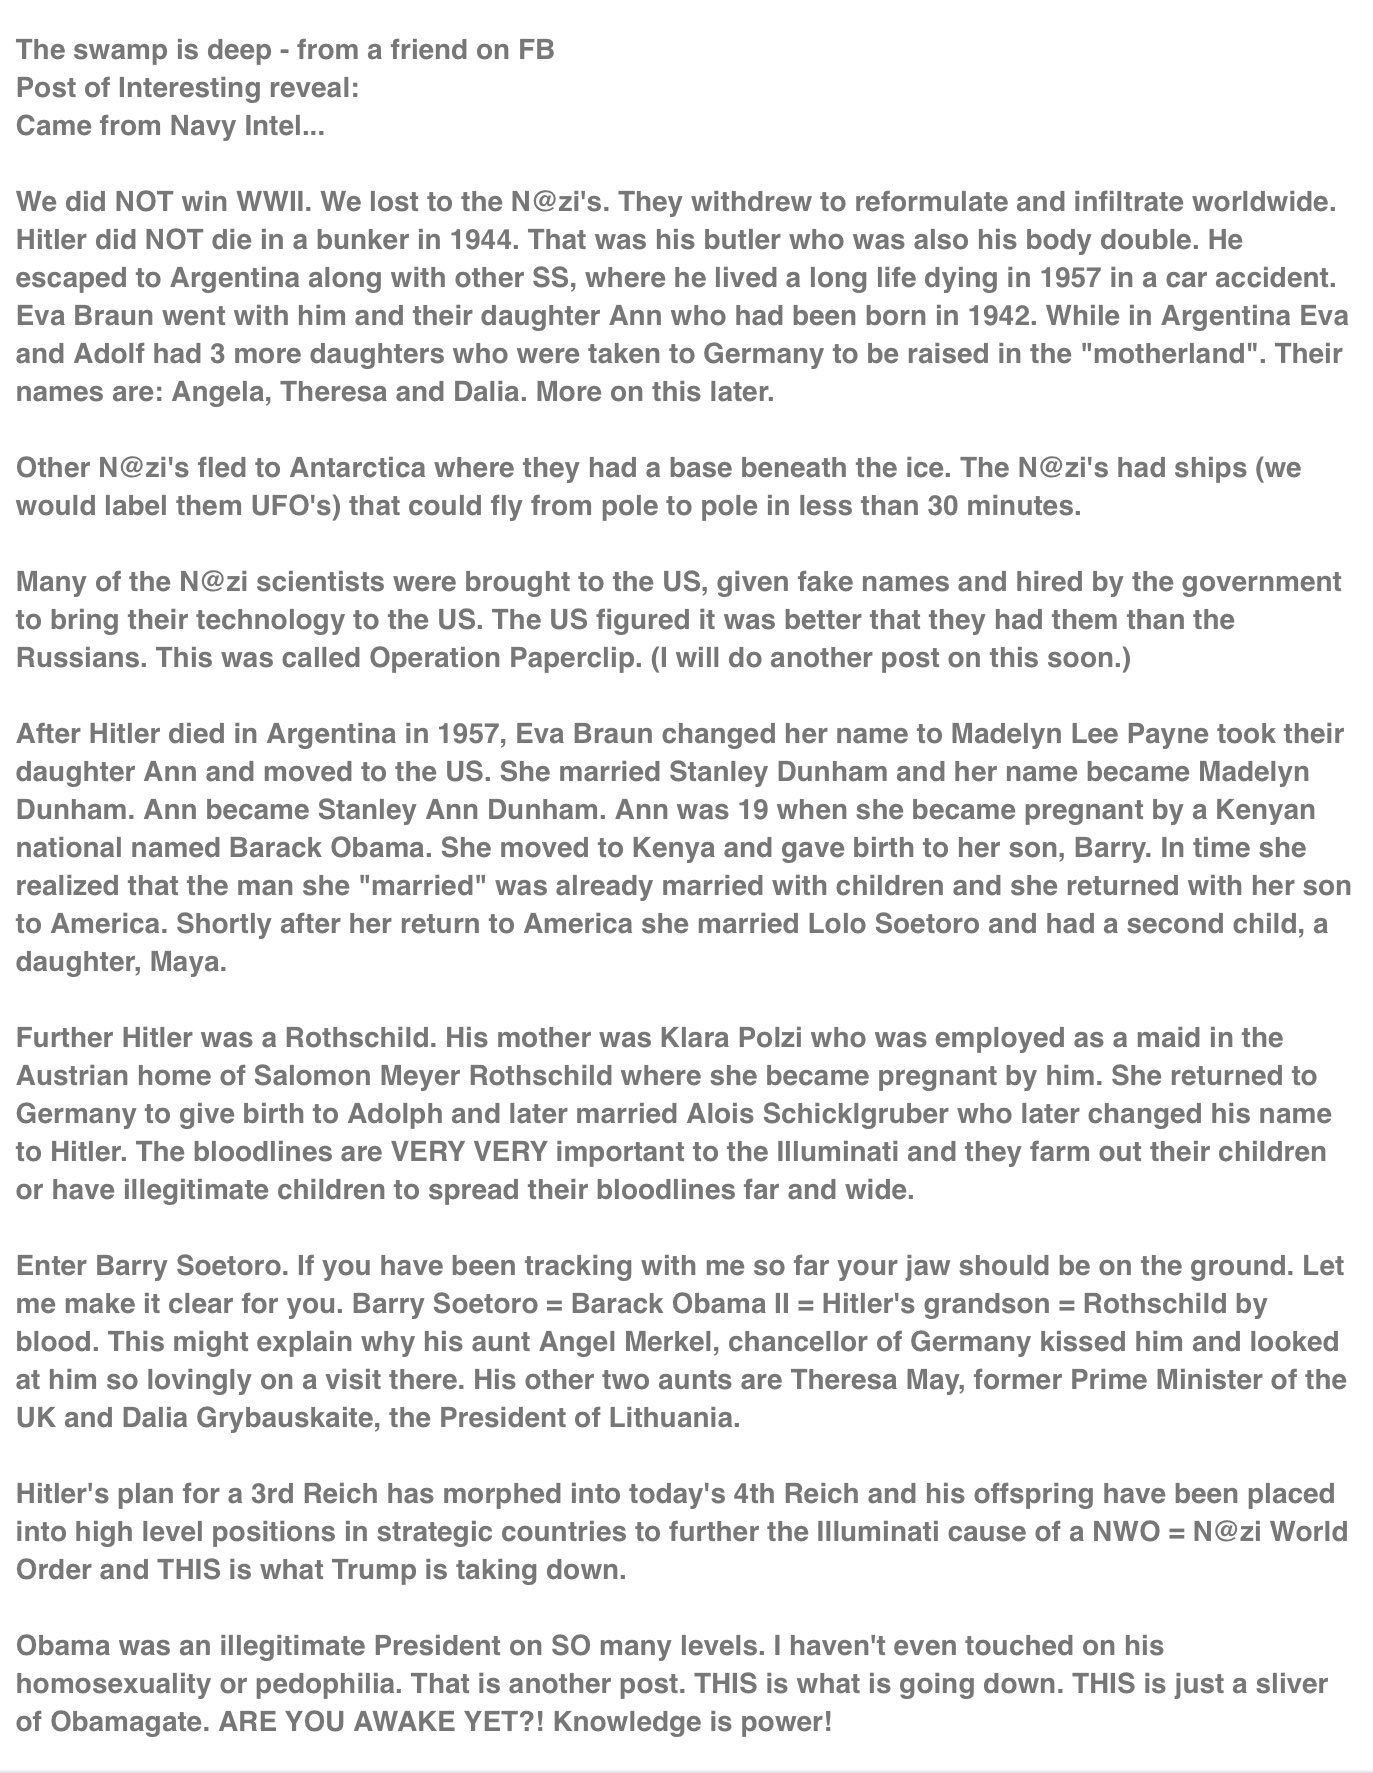 The swamp is deep - from a friend on FB
Post of Interesting reveal:
Came from Navy Intel...
We did NOT win WWII. We lost to the N@zi's. They withdrew to reformulate and infiltrate worldwide.
Hitler did NOT die in a bunker in 1944. That was his butler who was also his body double. He
escaped to Argentina along with other SS, where he lived a long life dying in 1957 in a car accident.
Eva Braun went with him and their daughter Ann who had been born in 1942. While in Argentina Eva
and Adolf had 3 more daughters who were taken to Germany to be raised in the "motherland". Their
names are: Angela, Theresa and Dalia. More on this later.
Other N@zi's fled to Antarctica where they had a base beneath the ice. The N@zi's had ships (we
would label them UFO's) that could fly from pole to pole in less than 30 minutes.
Many of the N@zi scientists were brought to the US, given fake names and hired by the government
to bring their technology to the US. The US figured it was better that they had them than the
Russians. This was called Operation Paperclip. (I will do another post on this soon.)
After Hitler died in Argentina in 1957, Eva Braun changed her name to Madelyn Lee Payne took their
daughter Ann and moved to the US. She married Stanley Dunham and her name became Madelyn
Dunham. Ann became Stanley Ann Dunham. Ann was 19 when she became pregnant by a Kenyan
national named Barack Obama. She moved to Kenya and gave birth to her son, Barry. In time she
realized that the man she "married" was already married with children and she returned with her son
to America. Shortly after her return to America she married Lolo Soetoro and had a second child, a
daughter, Maya.
Further Hitler was a Rothschild. His mother was Klara Polzi who was employed as a maid in the
Austrian home of Salomon Meyer Rothschild where she became pregnant by him. She returned to
Germany to give birth to Adolph and later married Alois Schicklgruber who later changed his name
to Hitler. The bloodlines are VERY VERY important to the Illuminati and they farm out their children
or have illegitimate children to spread their bloodlines far and wide.
Enter Barry Soetoro. If you have been tracking with me so far your jaw should be on the ground. Let
me make it clear for you. Barry Soetoro = Barack Obama II = Hitler's grandson = Rothschild by
blood. This might explain why his aunt Angel Merkel, chancellor of Germany kissed him and looked
at him so lovingly on a visit there. His other two aunts are Theresa May, former Prime Minister of the
UK and Dalia Grybauskaite, the President of Lithuania.
Hitler's plan for a 3rd Reich has morphed into today's 4th Reich and his offspring have been placed
into high level positions in strategic countries to further the Illuminati cause of a NWO = N@zi World
Order and THIS is what Trump is taking down.
Obama was an illegitimate President on SO many levels. I haven't even touched on his
homosexuality or pedophilia. That is another post. THIS is what is going down. THIS is just a sliver
of Obamagate. ARE YOU AWAKE YET?! Knowledge is power!